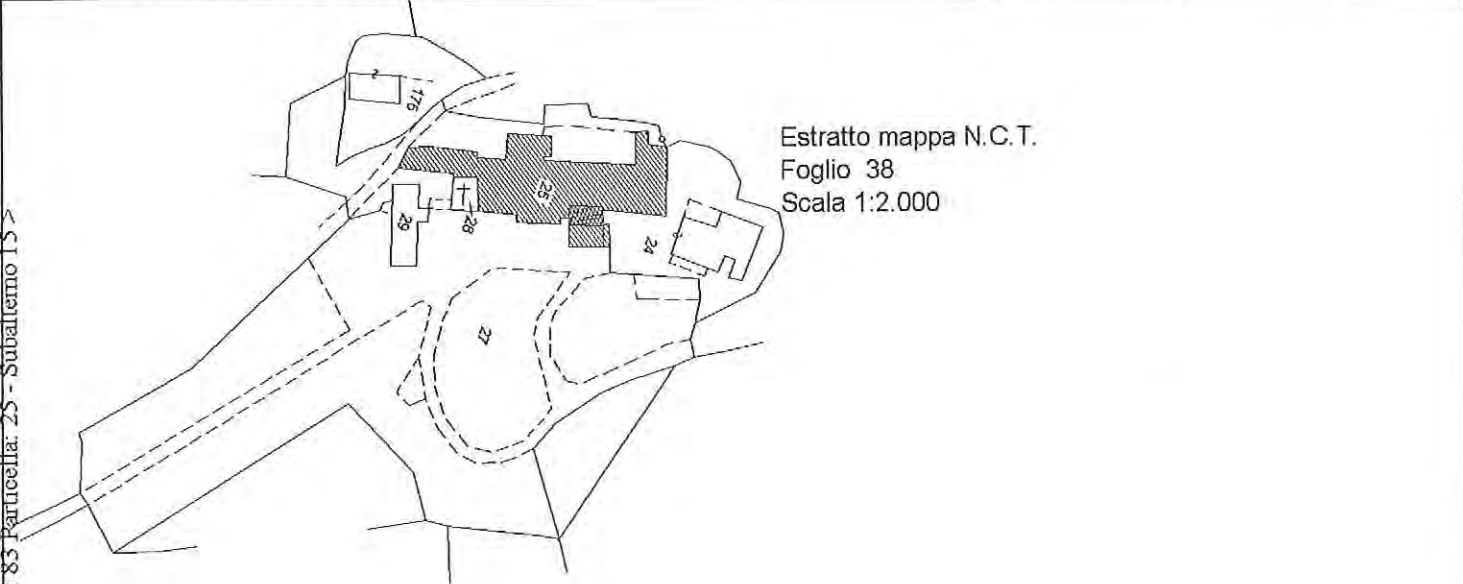 Estratto mappa N.C.T.
Foglio 38
Scala 1:2.000
176
25
29
28
24
27
83 Particella: 25 - Subalterno 15 >